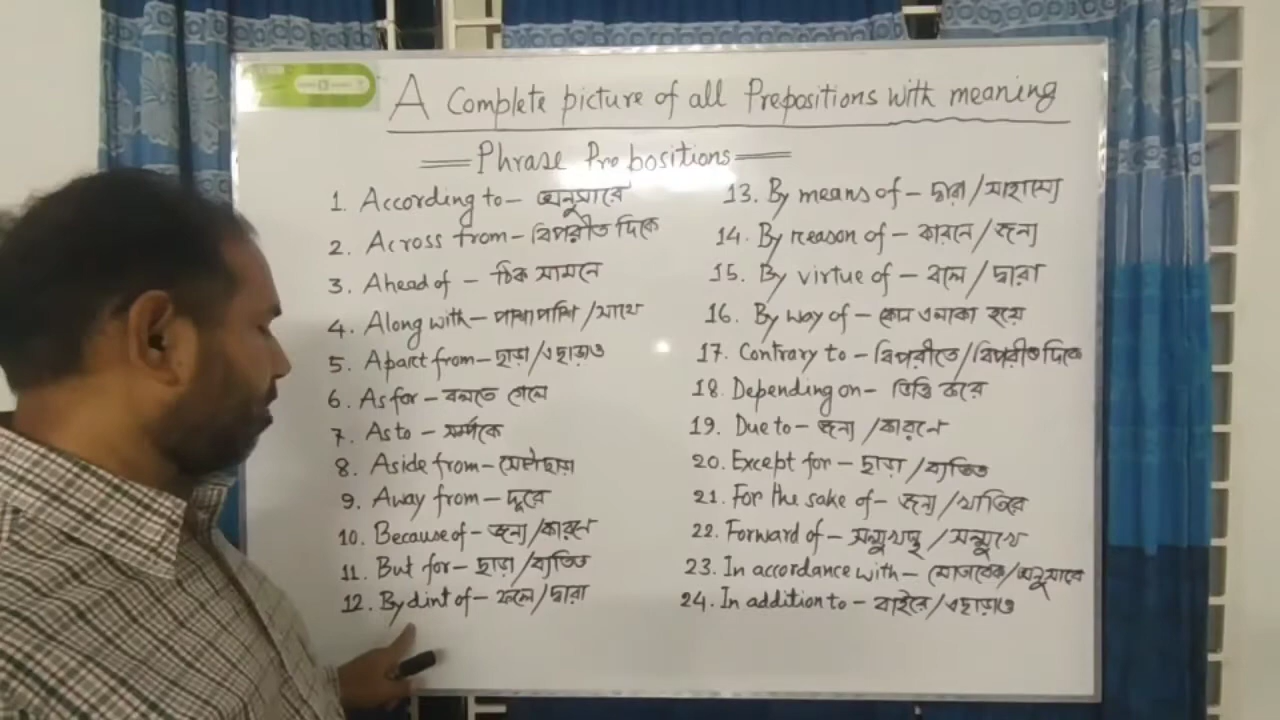 A Complete picture of all Prepositions with meaning
Phrase Prepositions
1. According to – অনুসারে
2. Across from – বিপরীত দিকে
3. Ahead of – ঠিক সামনে
4. Along with – পাশাপাশি /সাথে
5. Apart from – ছাড়া/এছাড়াও
6. As for – বলতে গেলে
7. As to – সম্পর্কে
8. Aside from –
9. Away from – দূরে
10. Because of – জন্য /কারনে
11. But for – ছাড়া /ব্যতিত
12. By dint of – ফলে/দ্বারা
13. By means of – দ্বারা /সাহায্যে
14. By reason of – কারনে /জন্য
15. By virtue of – বলে / দ্বারা
16. By way of – কোন এলাকা হয়ে
17. Contrary to – বিপরীতে/বিপরীত দিকে
18. Depending on – ভিত্তি করে
19. Due to – জন্য /কারনে
20. Except for – ছাড়া /ব্যতিত
21. For the sake of – জন্য /খাতিরে
22. Forward of – / সম্মুখে
23. In accordance with – মোতাবেক/অনুসারে
24. In addition to – বাইরে/এছাড়াও